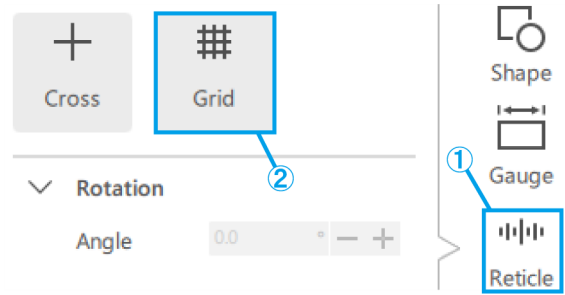 Cross
Grid
② 
Rotation
Angle
0.0 °
Shape
①
Gauge
Reticle